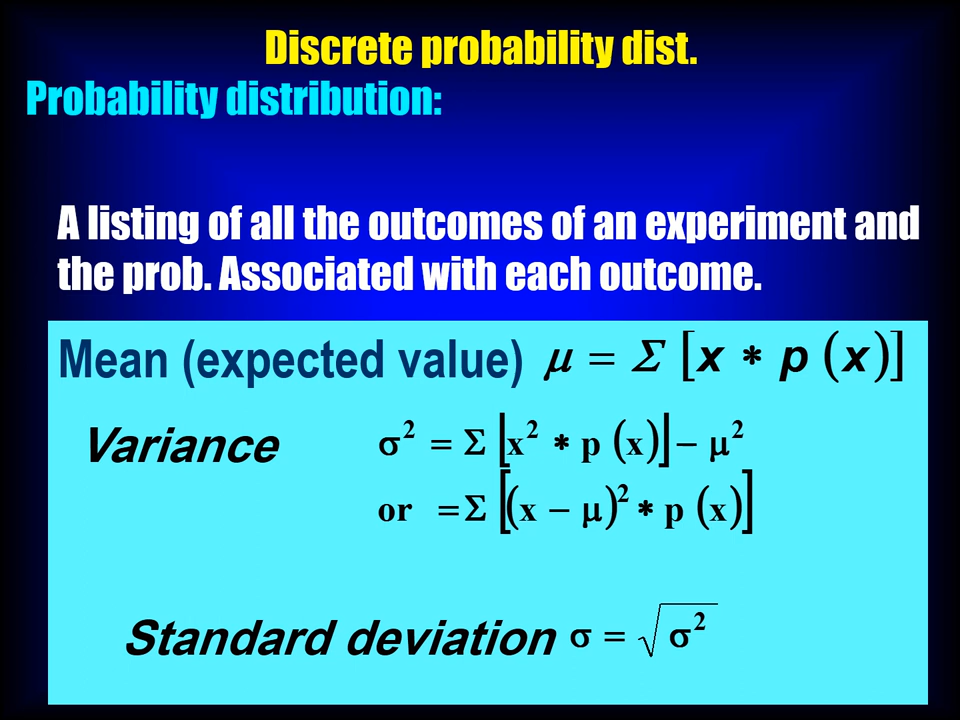 Discrete probability dist.
Probability distribution:
A listing of all the outcomes of an experiment and
the prob. Associated with each outcome.
Mean (expected value) μ = Σ [x * p (x)]
Variance σ² = Σ [x² * p (x)] − μ²
or = Σ [(x − μ)² * p (x)]
Standard deviation σ = √σ²